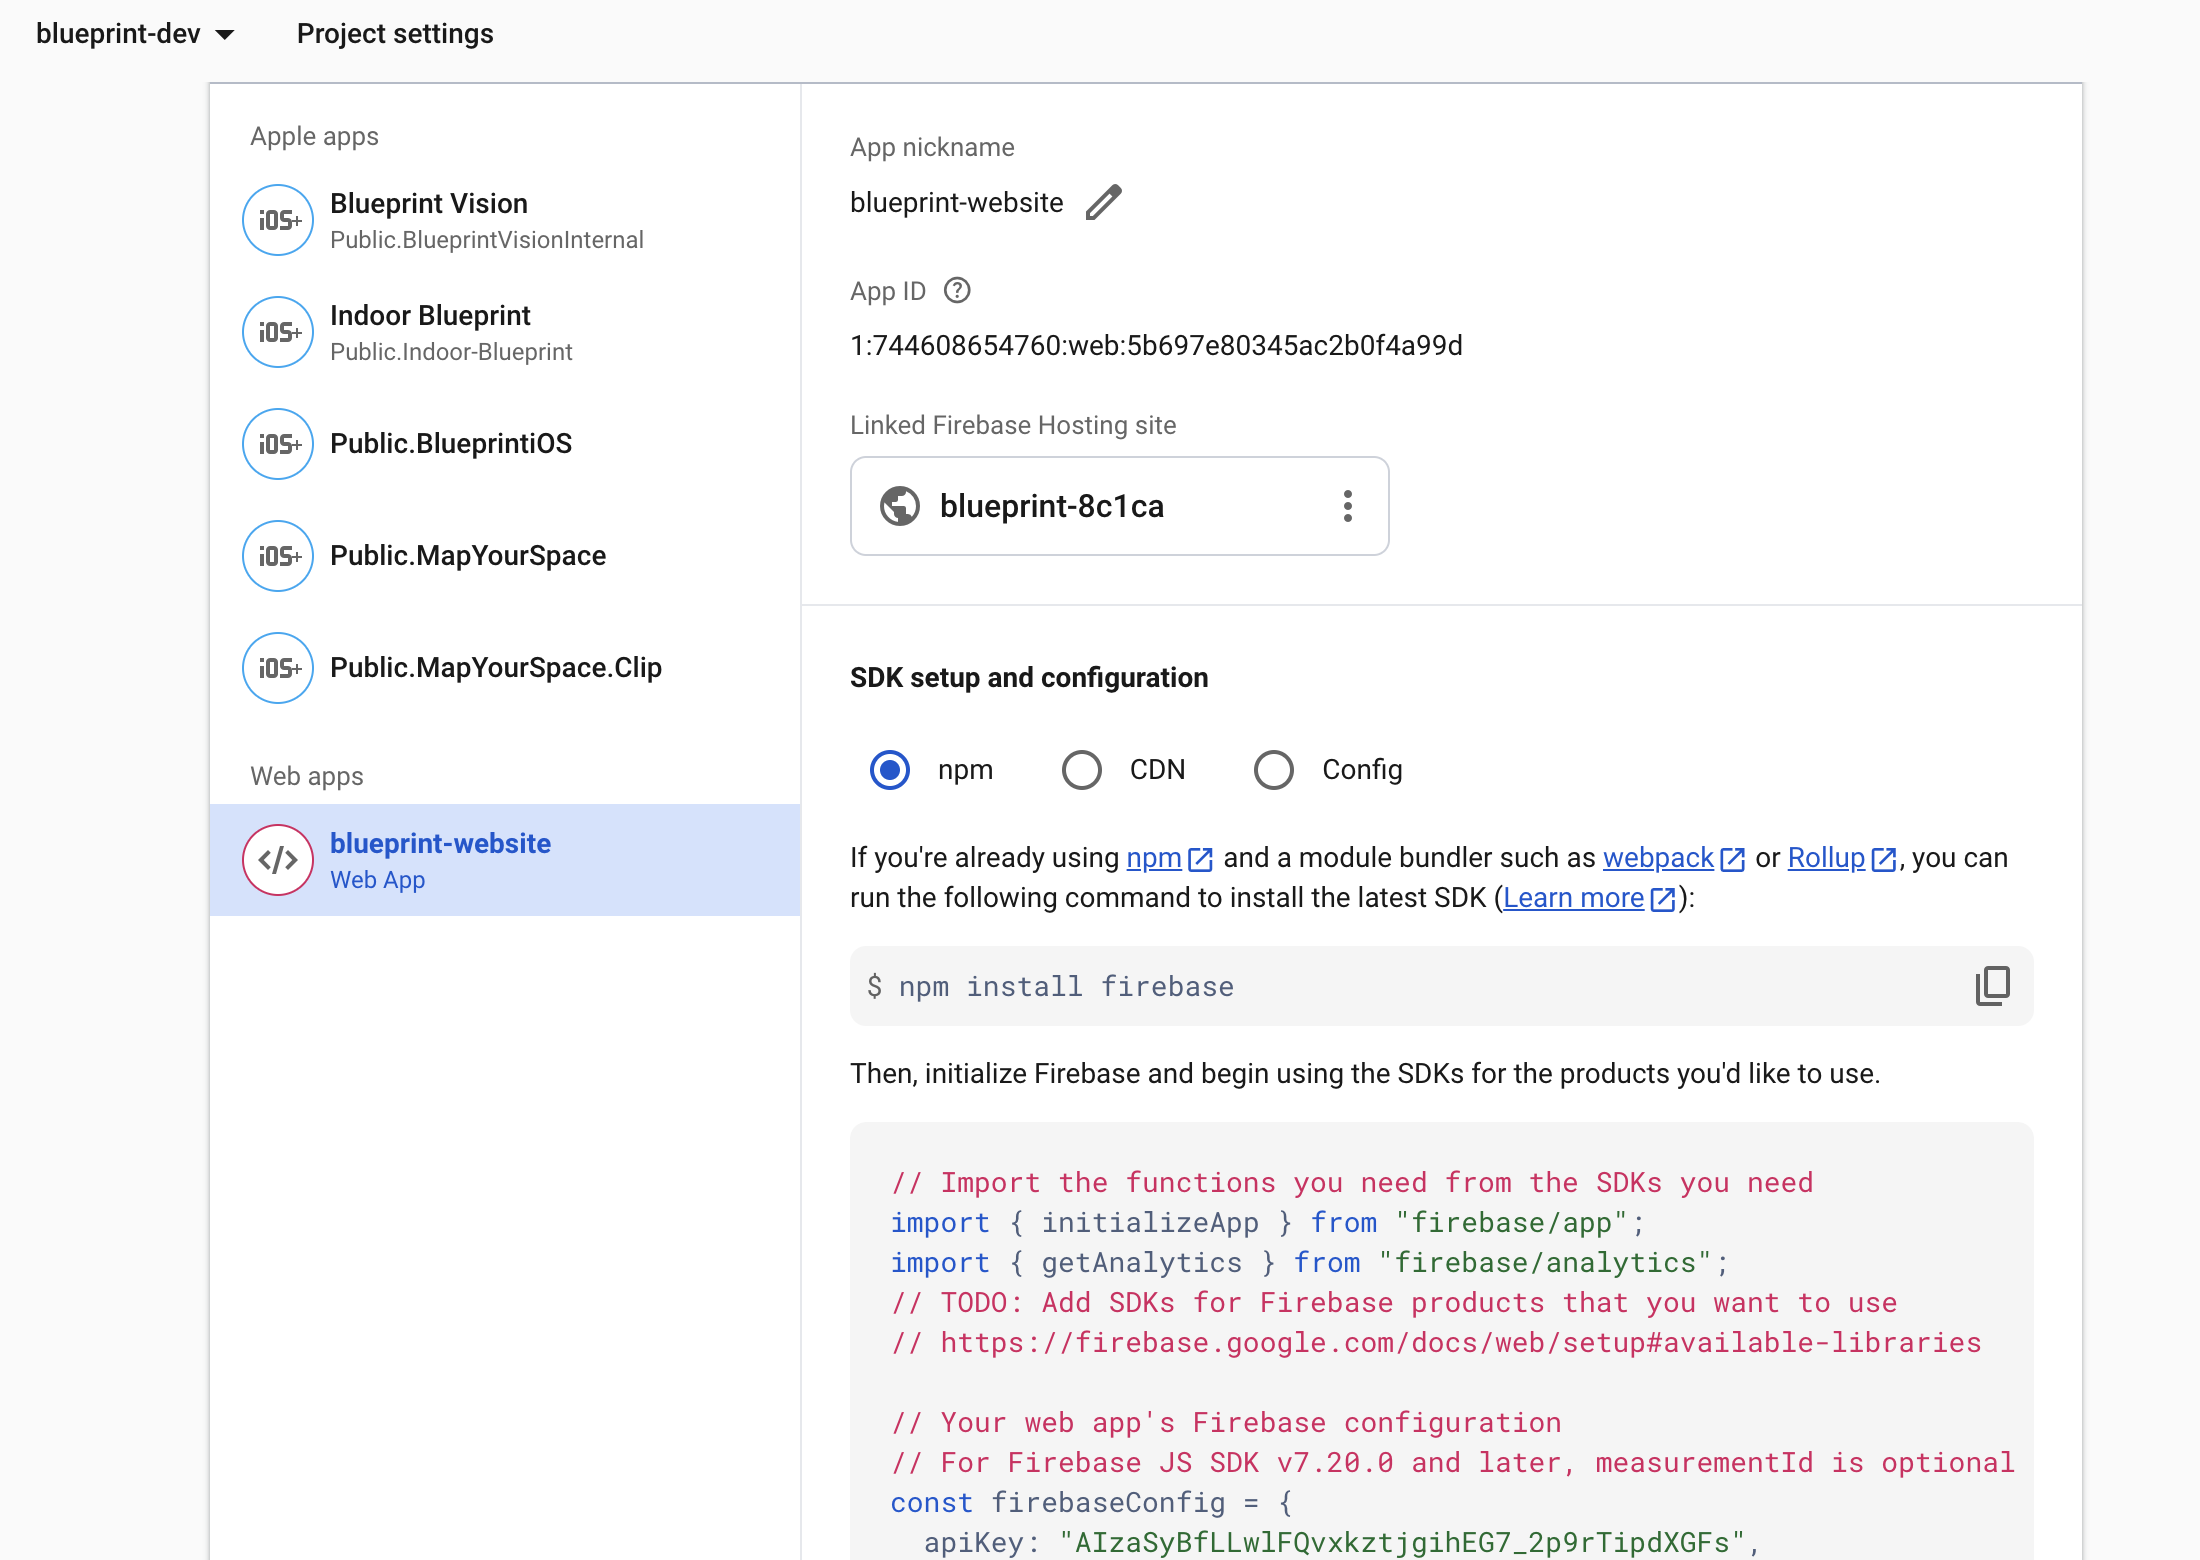 blueprint-dev
Project settings
Apple apps
iOS+
Blueprint Vision
Public.BlueprintVisionInternal
iOS+
Indoor Blueprint
Public.Indoor-Blueprint
iOS+
Public.BlueprintiOS
iOS+
Public.MapYourSpace
iOS+
Public.MapYourSpace.Clip
Web apps
</>
blueprint-website
Web App
App nickname
blueprint-website
App ID
1:744608654760:web:5b697e80345ac2b0f4a99d
Linked Firebase Hosting site
blueprint-8c1ca
SDK setup and configuration
npm
CDN
Config
If you're already using npm and a module bundler such as webpack or Rollup, you can
run the following command to install the latest SDK (Learn more):
$ npm install firebase
Then, initialize Firebase and begin using the SDKs for the products you'd like to use.
// Import the functions you need from the SDKs you need
import { initializeApp } from "firebase/app";
import { getAnalytics } from "firebase/analytics";
// TODO: Add SDKs for Firebase products that you want to use
// https://firebase.google.com/docs/web/setup#available-libraries
// Your web app's Firebase configuration
// For Firebase JS SDK v7.20.0 and later, measurementId is optional
const firebaseConfig = {
apiKey: "AIzaSyBfLLwlFQvxkztjgihEG7_2p9rTipdXGFs",